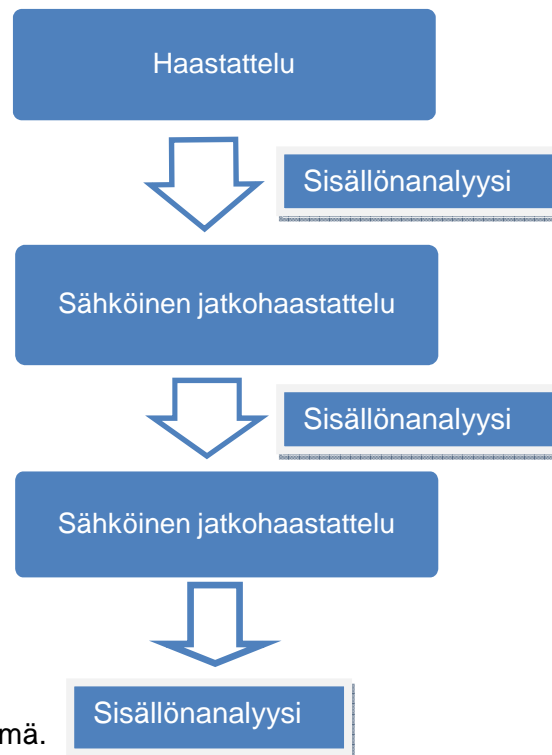 Haastattelu
Sisällönanalyysi
Sähköinen jatkohaastattelu
Sisällönanalyysi
Sähköinen jatkohaastattelu
Sisällönanalyysi
mä.